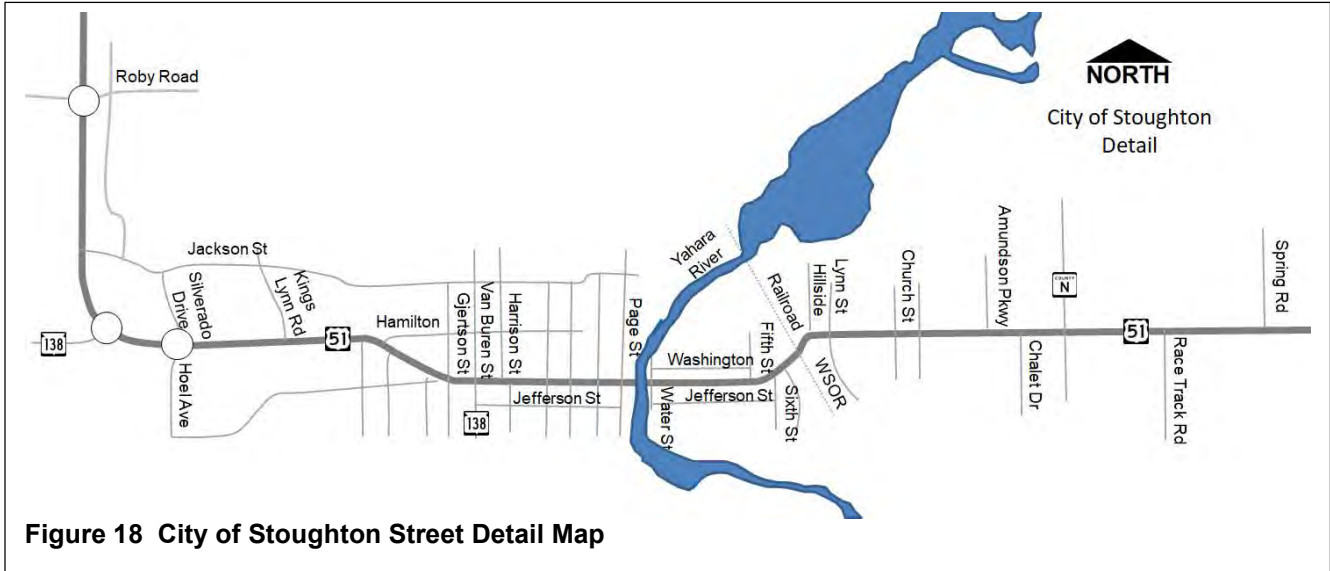 Roby Road
NORTH
City of Stoughton
Detail
Jackson St
Silverado
Drive
Kings
Lynn Rd
138
51
Hoel Ave
Hamilton
Gjertson St
Van Buren St
Harrison St
Jefferson St
138
Page St
Yahara
River
Railroad
WSOR
Washington
Jefferson St
Water St
Fifth St
Sixth St
Hillside
Lynn St
Church St
Amundson Pkwy
COUNTY
N
Chalet Dr
51
Race Track Rd
Spring Rd
Figure 18 City of Stoughton Street Detail Map